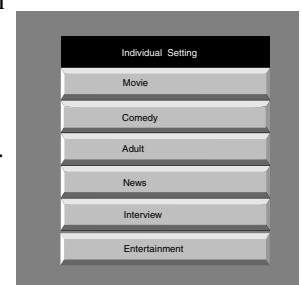 Individual Setting
Movie
Comedy
Adult
News
Interview
Entertainment